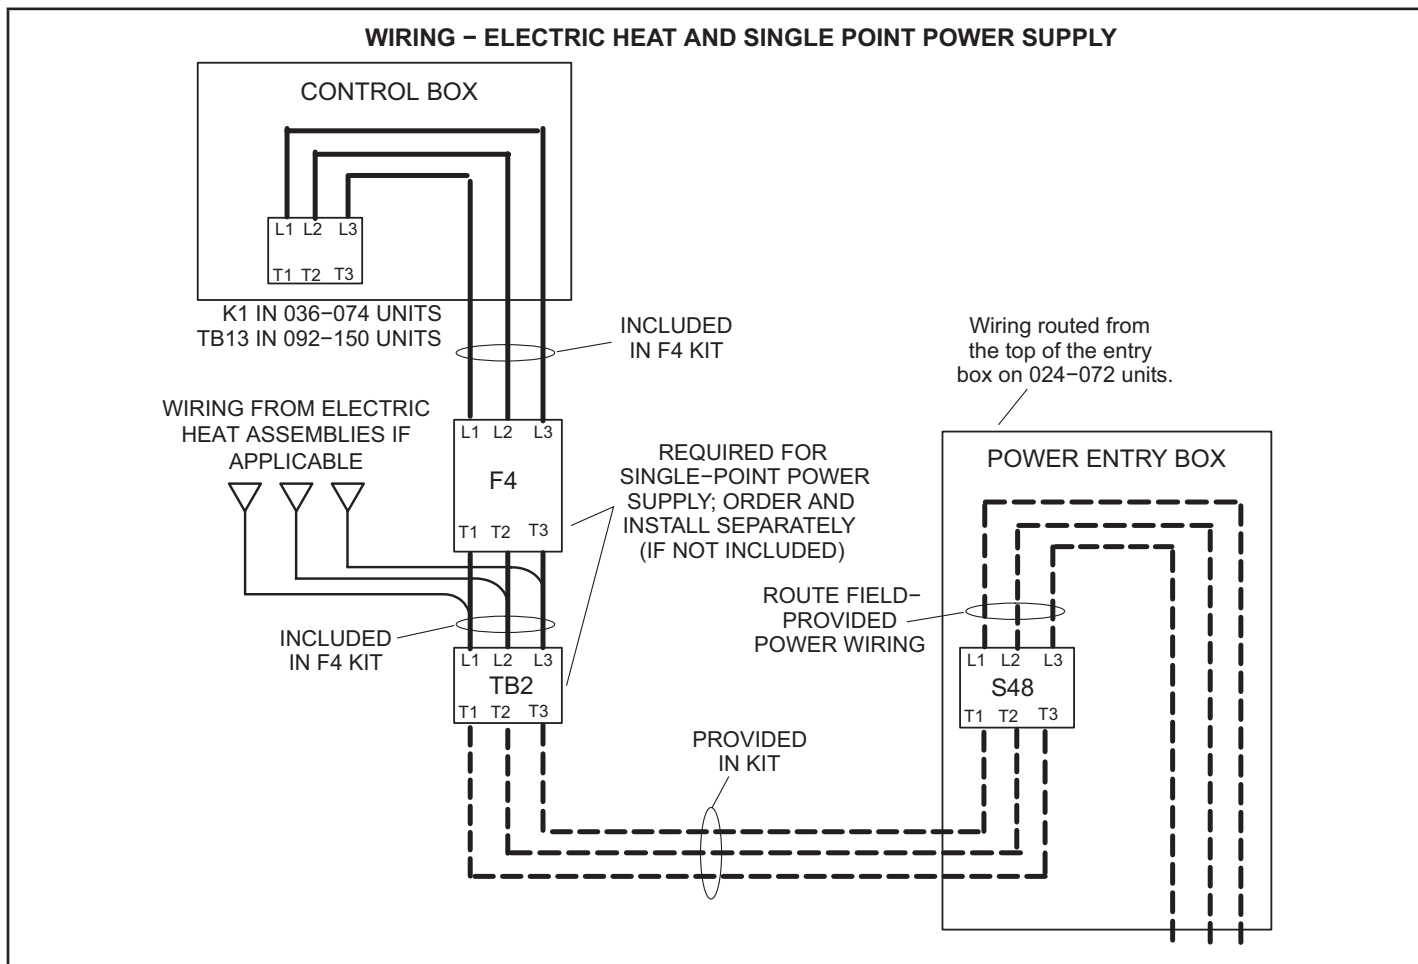 WIRING − ELECTRIC HEAT AND SINGLE POINT POWER SUPPLY
CONTROL BOX
L1 L2 L3
T1 T2 T3
K1 IN 036−074 UNITS
TB13 IN 092−150 UNITS
INCLUDED
IN F4 KIT
Wiring routed from
the top of the entry
box on 024−072 units.
WIRING FROM ELECTRIC
HEAT ASSEMBLIES IF
APPLICABLE
L1 L2 L3
F4
T1 T2 T3
REQUIRED FOR
SINGLE−POINT POWER
SUPPLY; ORDER AND
INSTALL SEPARATELY
(IF NOT INCLUDED)
POWER ENTRY BOX
ROUTE FIELD−
PROVIDED
POWER WIRING
INCLUDED
IN F4 KIT
L1 L2 L3
TB2
T1 T2 T3
L1 L2 L3
S48
T1 T2 T3
PROVIDED
IN KIT